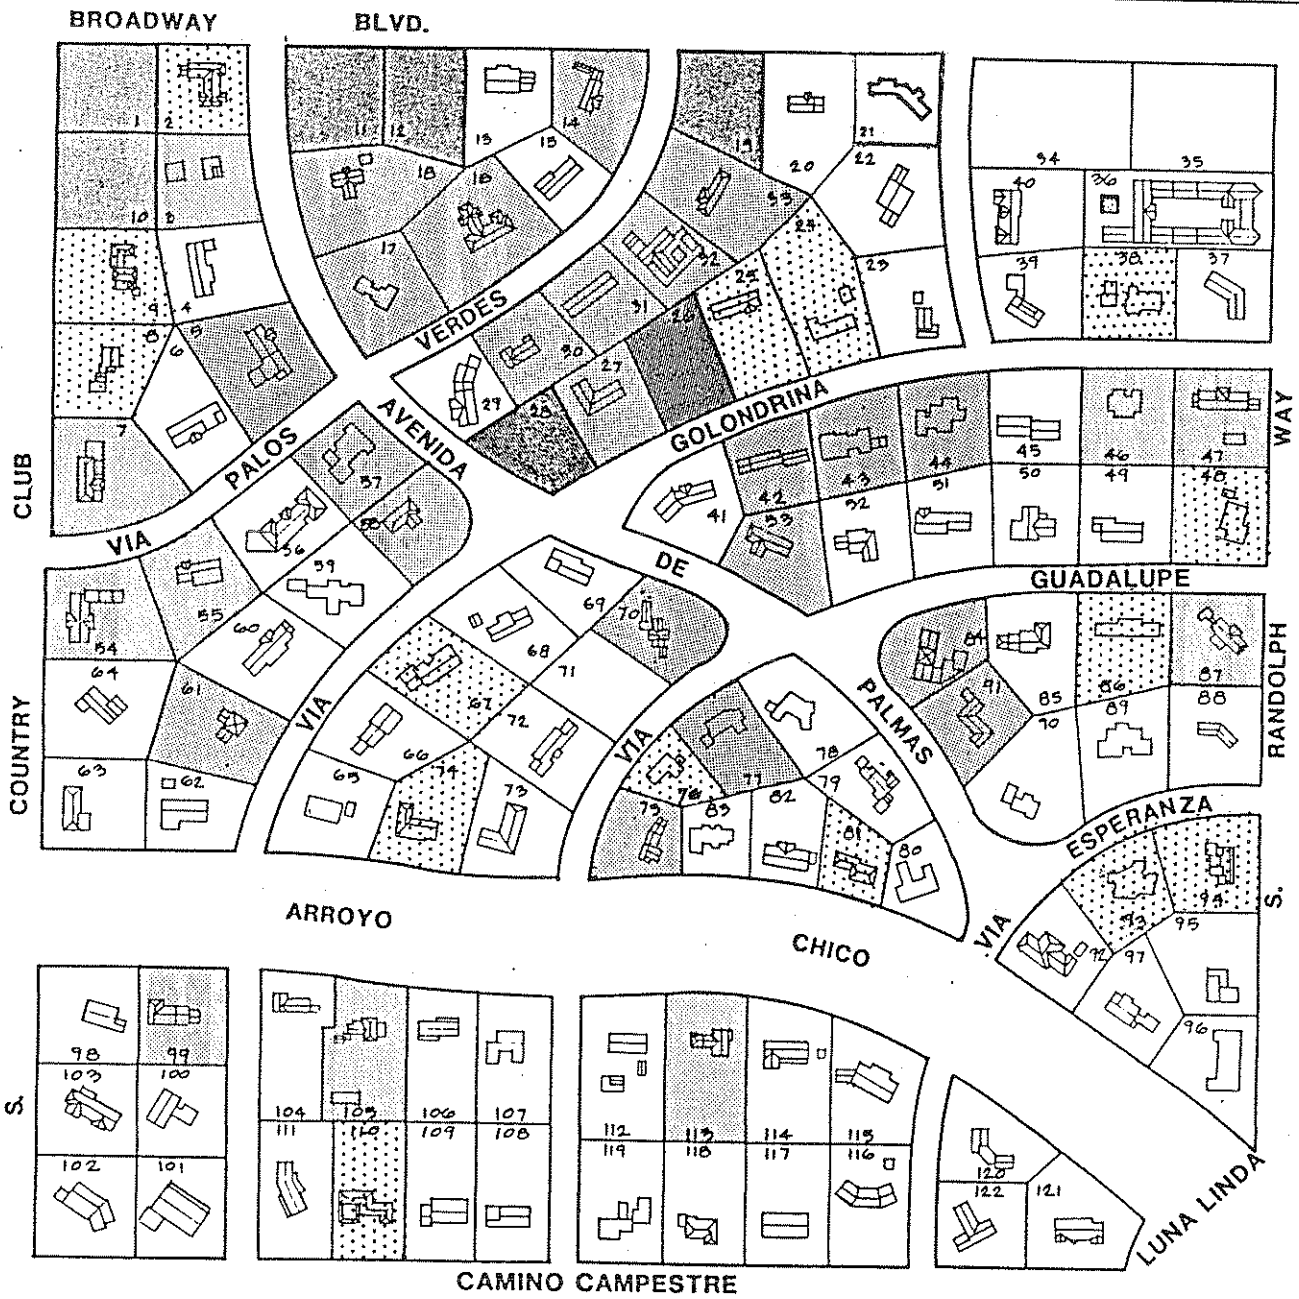 BROADWAY BLVD.
1 2 11 12 13 14 15 19 20 21 22 34 35
10 3 18 16 33 40 36
9 4 17 32 24 23 39 38 37
VERDES
8 5 6 31 25 26 30 27 29 28
7 PALOS AVENIDA GOLONDRINA WAY
CLUB
VIA
57 58 56 59 42 43 44 45 46 47
41 53 52 51 50 49 48
DE GUADALUPE
54 55 60 69 70 68 71
64 61 67 72 84 85 86 87
COUNTRY VIA VIA PALMAS RANDOLPH
91 70 89 88
63 62 65 66 74 73 76 77 78 79
75 83 82 81 80
ESPERANZA
93 94 95
S.
ARROYO CHICO VIA
92 97 96
98 99
103 100
S.
104 105 106 107 112 113 114 115
111 110 109 108 119 118 117 116
102 101 120
122 121
LUNA LINDA
CAMINO CAMPESTRE